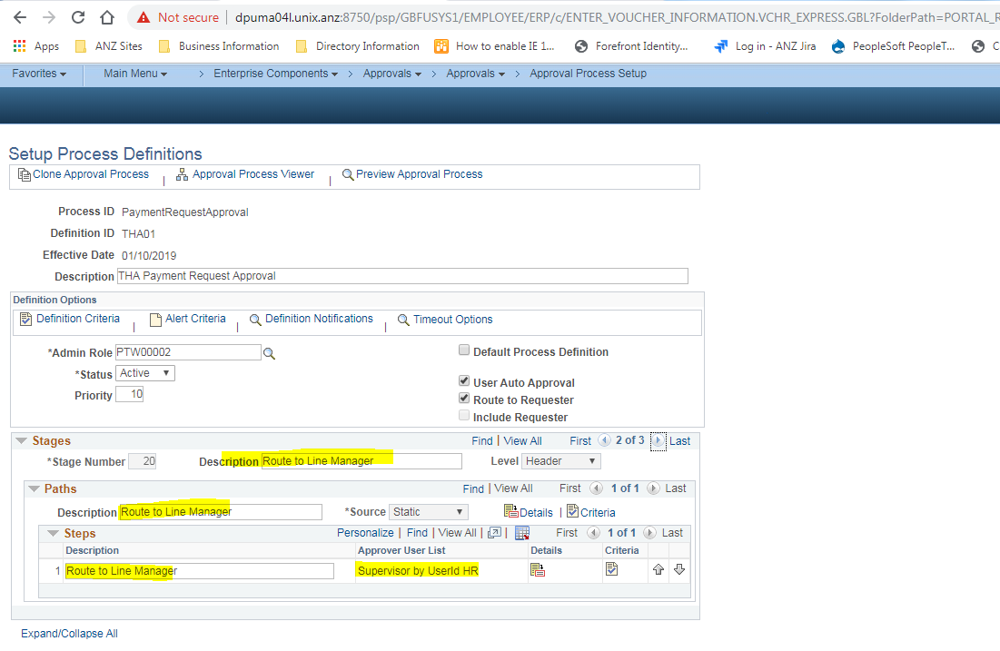 Not secure | dpuma04l.unix.anz:8750/psp/GBFUSYS1/EMPLOYEE/ERP/c/ENTER_VOUCHER_INFORMATION.VCHR_EXPRESS.GBL?FolderPath=PORTAL_R
Apps ANZ Sites Business Information Directory Information How to enable IE 1... Forefront Identity... Log in - ANZ Jira PeopleSoft PeopleT... C
Favorites Main Menu > Enterprise Components > Approvals > Approvals > Approval Process Setup
Setup Process Definitions
Clone Approval Process | Approval Process Viewer | Preview Approval Process
Process ID PaymentRequestApproval
Definition ID THA01
Effective Date 01/10/2019
Description THA Payment Request Approval
Definition Options
Definition Criteria | Alert Criteria | Definition Notifications | Timeout Options
*Admin Role PTW00002 Default Process Definition
*Status Active
User Auto Approval
Priority 10
Route to Requester
Include Requester
Stages Find | View All First 2 of 3 Last
*Stage Number 20 Description Route to Line Manager Level Header
Paths Find | View All First 1 of 1 Last
Description Route to Line Manager *Source Static Details | Criteria
Steps Personalize | Find | View All | First 1 of 1 Last
Description Approver User List Details Criteria
1 Route to Line Manager Supervisor by UserId HR
Expand/Collapse All